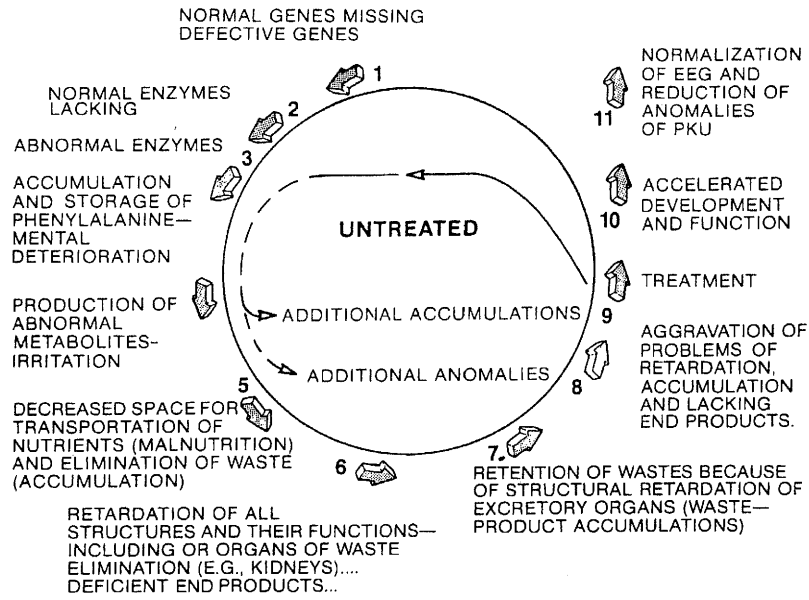 NORMAL GENES MISSING
DEFECTIVE GENES
1
NORMAL ENZYMES
LACKING
2
ABNORMAL ENZYMES
3
ACCUMULATION
AND STORAGE OF
PHENYLALANINE—
MENTAL
DETERIORATION
PRODUCTION OF
ABNORMAL
METABOLITES-
IRRITATION
5
DECREASED SPACE FOR
TRANSPORTATION OF
NUTRIENTS (MALNUTRITION)
AND ELIMINATION OF WASTE
(ACCUMULATION)
6
RETARDATION OF ALL
STRUCTURES AND THEIR FUNCTIONS—
INCLUDING OR ORGANS OF WASTE
ELIMINATION (E.G., KIDNEYS)....
DEFICIENT END PRODUCTS...
7.
RETENTION OF WASTES BECAUSE
OF STRUCTURAL RETARDATION OF
EXCRETORY ORGANS (WASTE—
PRODUCT ACCUMULATIONS)
8
AGGRAVATION OF
PROBLEMS OF
RETARDATION,
ACCUMULATION
AND LACKING
END PRODUCTS.
9
TREATMENT
10
ACCELERATED
DEVELOPMENT
AND FUNCTION
11
NORMALIZATION
OF EEG AND
REDUCTION OF
ANOMALIES
OF PKU
UNTREATED
ADDITIONAL ACCUMULATIONS
ADDITIONAL ANOMALIES